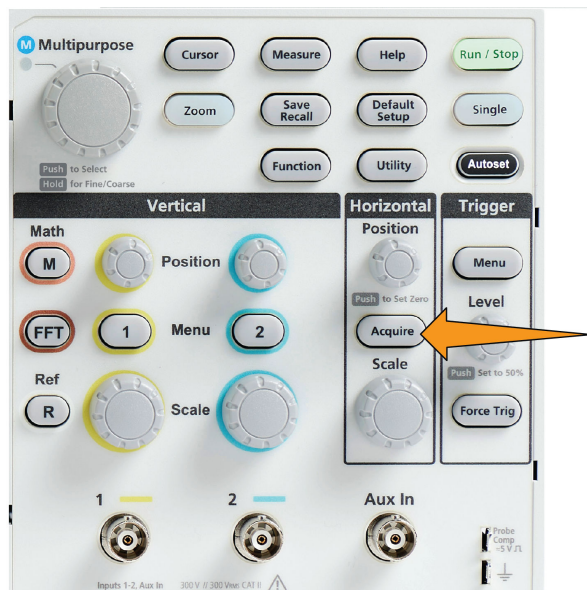 M Multipurpose
Cursor
Measure
Help
Run / Stop
Zoom
Save
Recall
Default
Setup
Single
Push to Select
Hold for Fine/Coarse
Function
Utility
Autoset
Vertical
Horizontal
Trigger
Math
M
Position
Position
Push to Set Zero
Menu
FFT
1
Menu
2
Acquire
Level
Push Set to 50%
Ref
R
Scale
Scale
Force Trig
1
2
Aux In
Probe
Comp
≈5 V ⎍
Inputs 1-2, Aux In
300 V // 300 VRMS CAT II